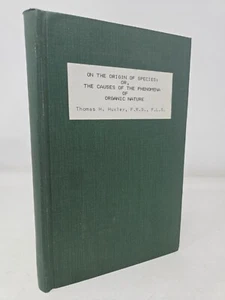 ON THE ORIGIN OF SPECIES:
OR,
THE CAUSES OF THE PHENOMENA
OF
ORGANIC NATURE
Thomas H. Huxley, F.R.S., F.L.S.